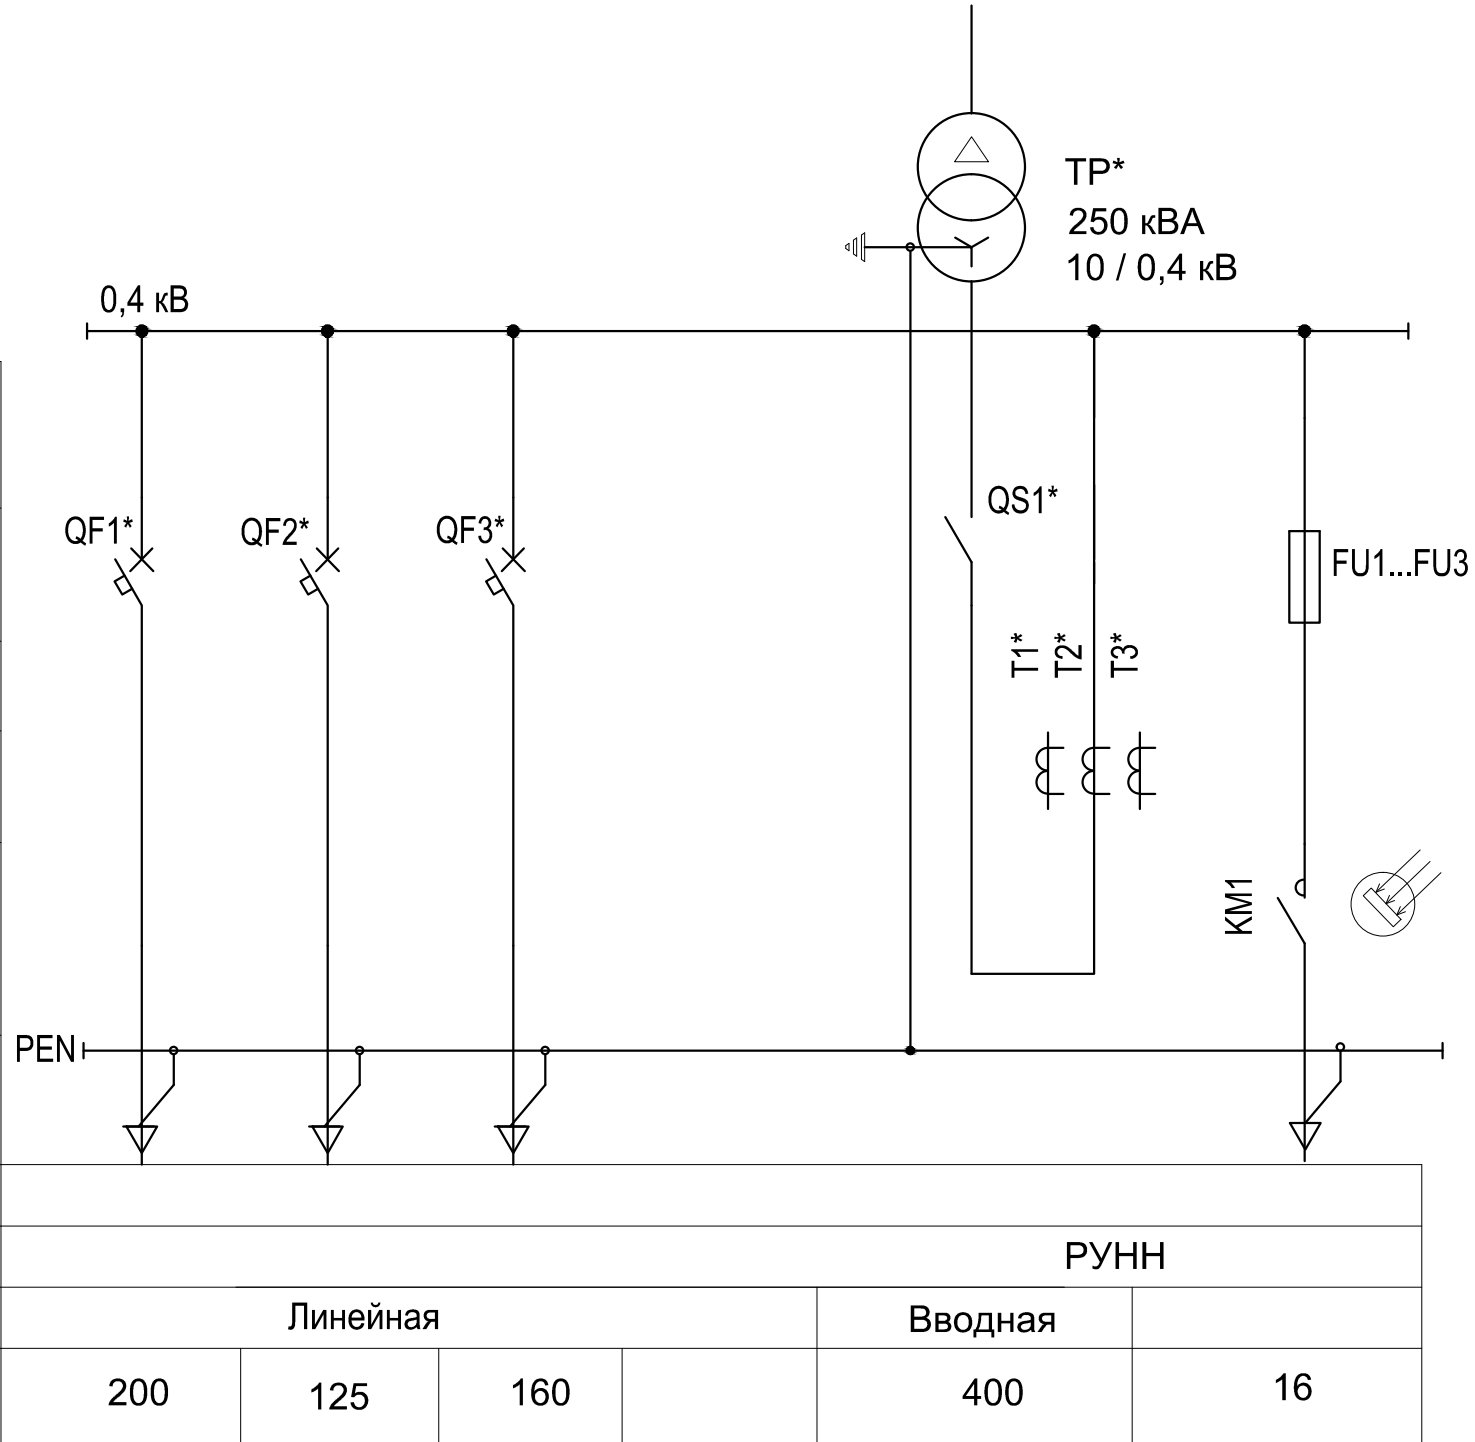 ТР*
250 кВА
10 / 0,4 кВ
0,4 кВ
QF1*
QF2*
QF3*
QS1*
FU1...FU3
T1*
T2*
T3*
KM1
PEN
РУНН
Линейная
Вводная
200
125
160
400
16